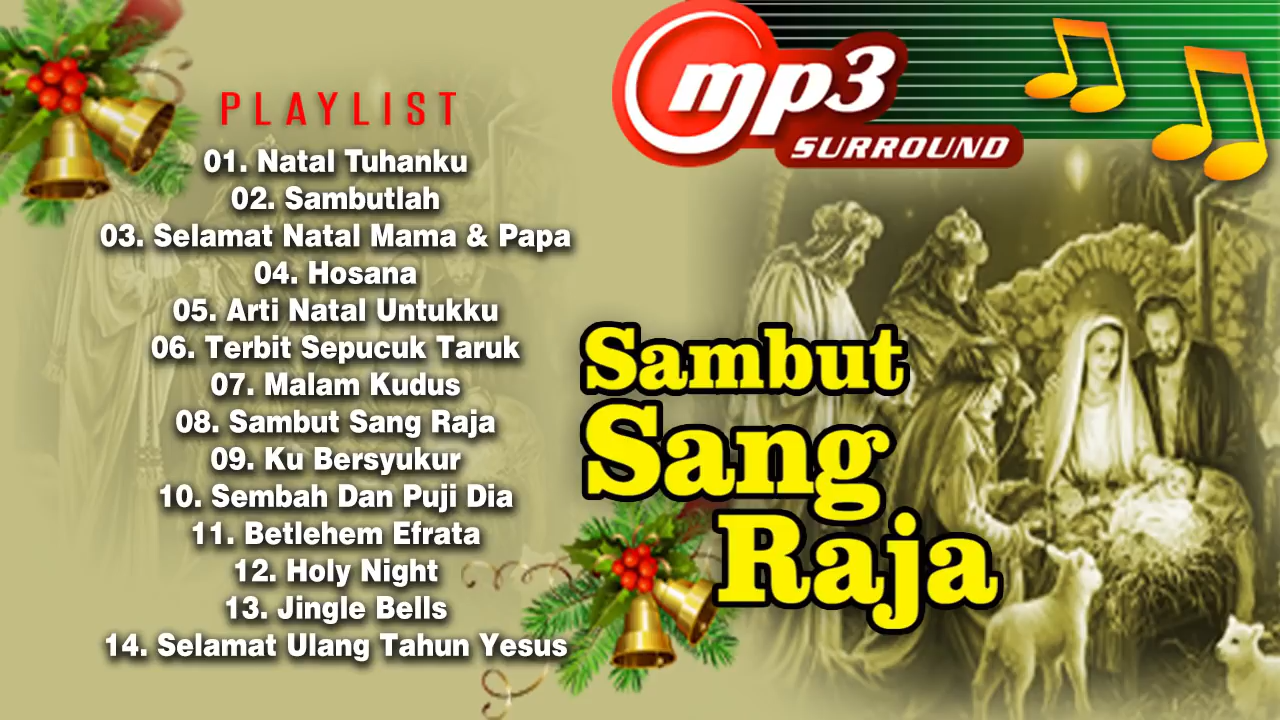 PLAYLIST
01. Natal Tuhanku
02. Sambutlah
03. Selamat Natal Mama & Papa
04. Hosana
05. Arti Natal Untukku
06. Terbit Sepucuk Taruk
07. Malam Kudus
08. Sambut Sang Raja
09. Ku Bersyukur
10. Sembah Dan Puji Dia
11. Betlehem Efrata
12. Holy Night
13. Jingle Bells
14. Selamat Ulang Tahun Yesus
mp3
SURROUND
Sambut
Sang
Raja